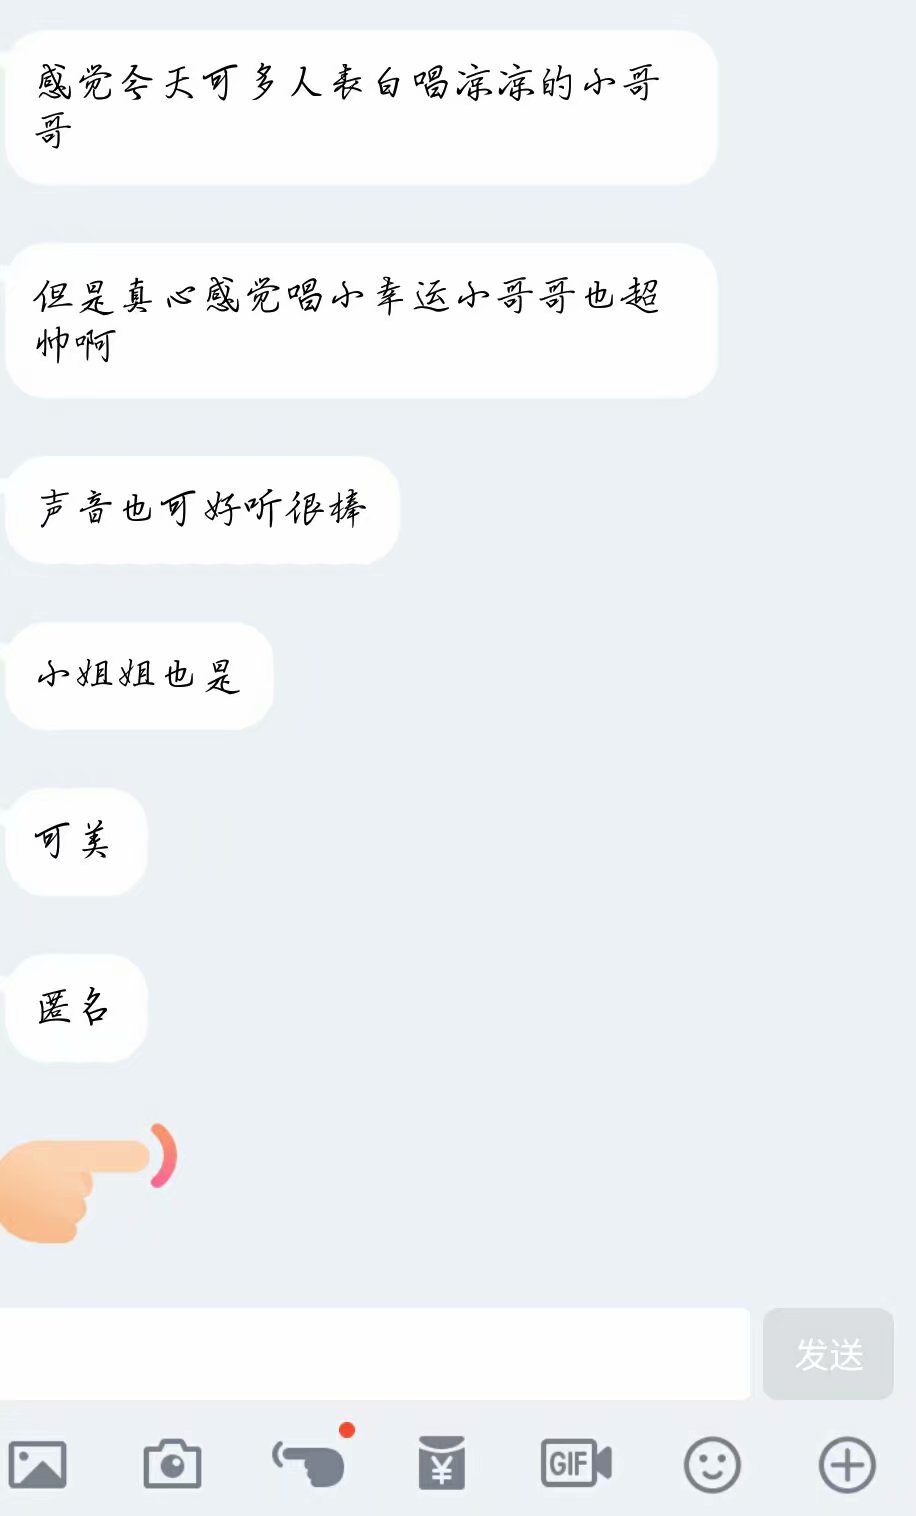 感觉今天可多人表白唱凉凉的小哥
哥
但是真心感觉唱小幸运小哥哥也超
帅啊
声音也可好听很棒
小姐姐也是
可美
匿名
发送
GIF